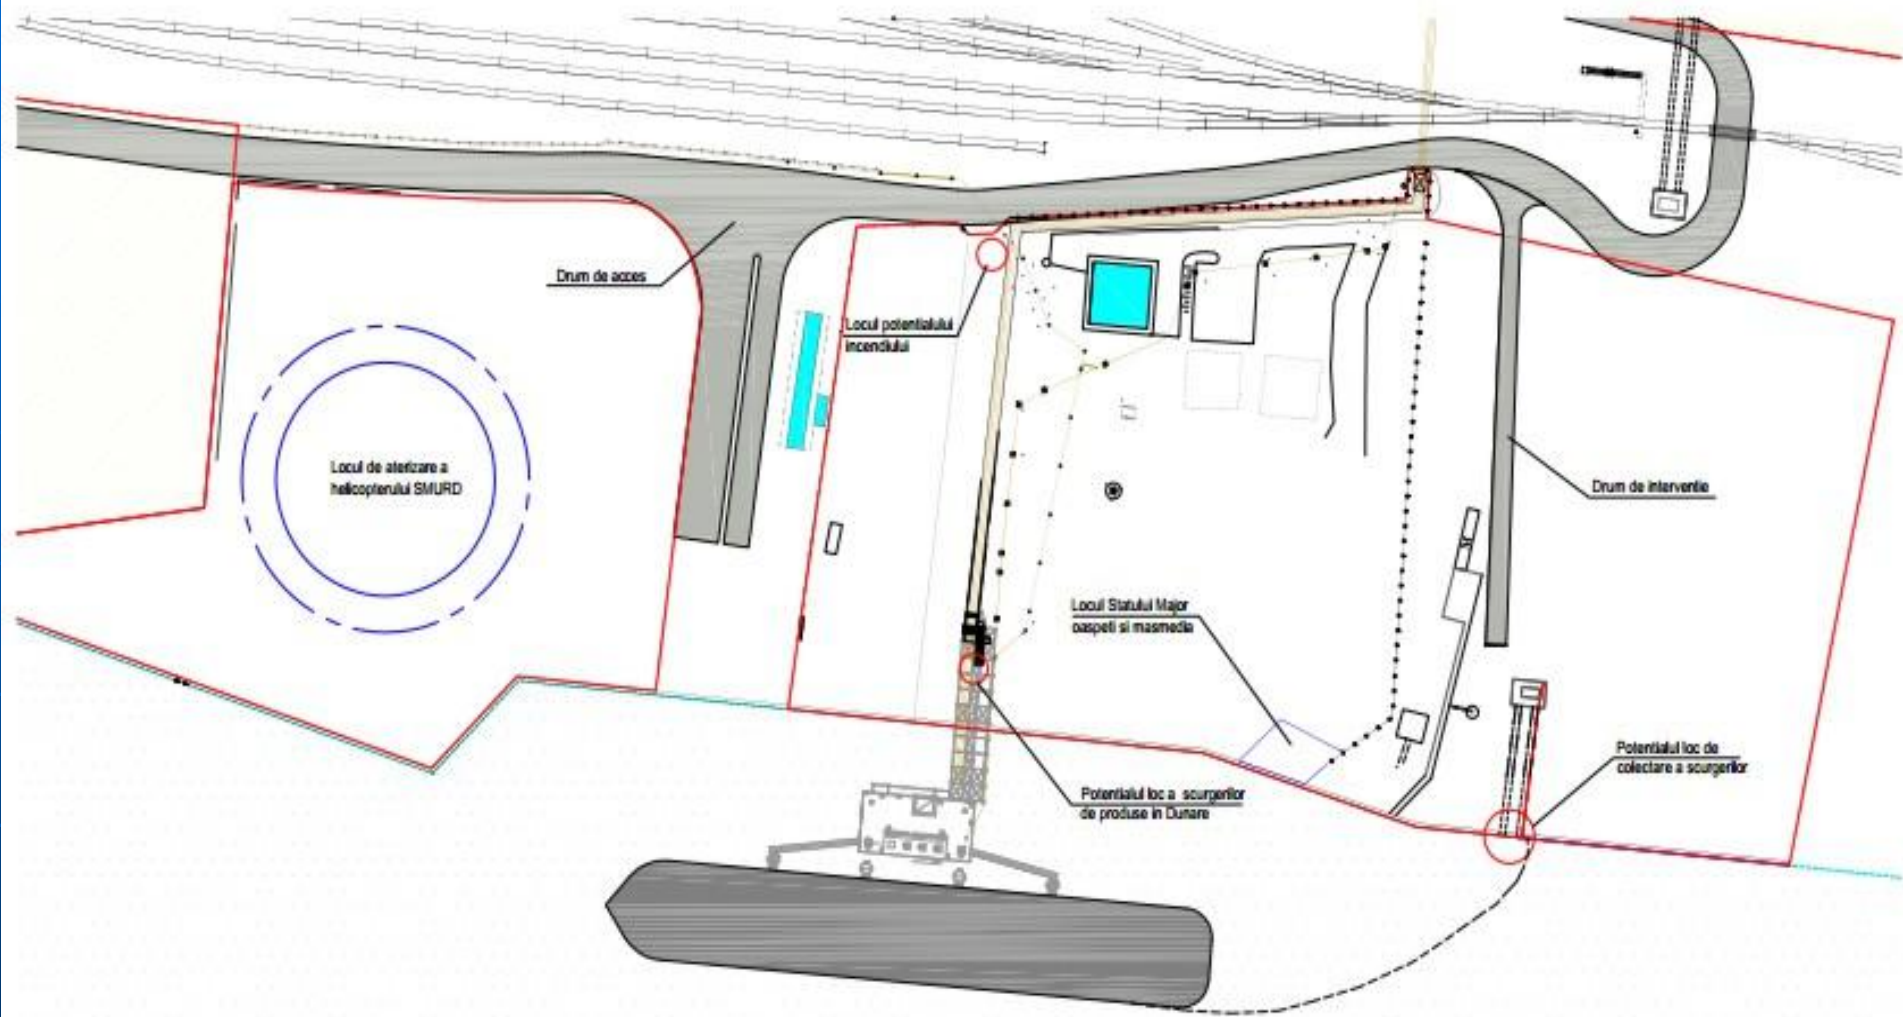 Drum de acces
Locul potentialului
incendiului
Locul de aterizare a
helicopterului SMURD
Drum de interventie
Locul Statului Major
oaspeti si masmedia
Potentialul loc de
colectare a scurgerilor
Potentialul loc a scurgerilor
de produse in Dunare